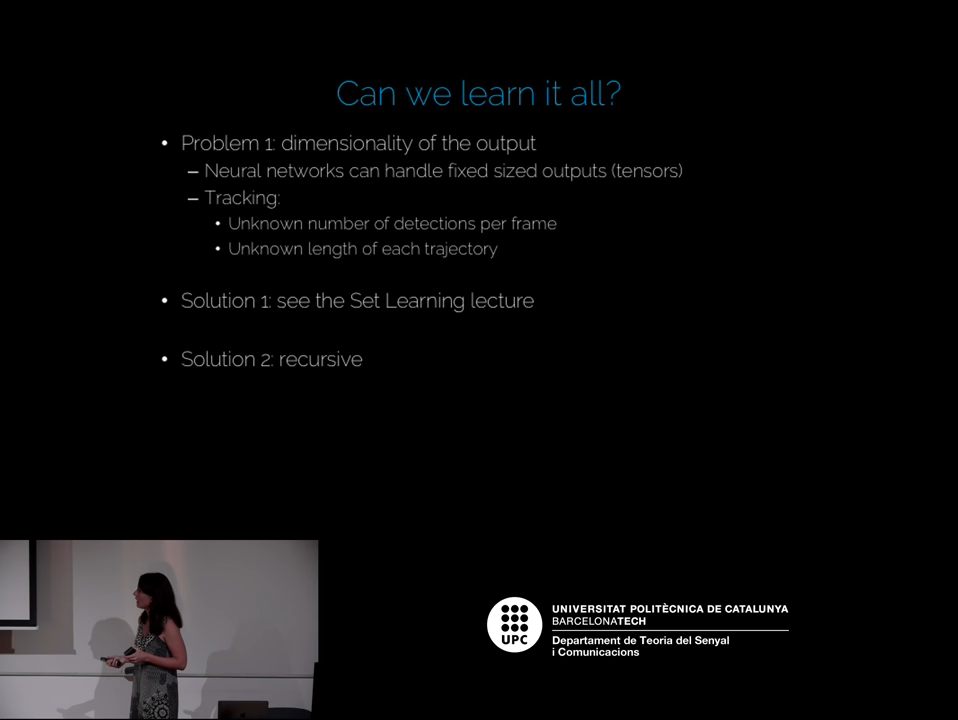 Can we learn it all?
• Problem 1: dimensionality of the output
– Neural networks can handle fixed sized outputs (tensors)
– Tracking:
• Unknown number of detections per frame
• Unknown length of each trajectory
• Solution 1: see the Set Learning lecture
• Solution 2: recursive
UPC
UNIVERSITAT POLITÈCNICA DE CATALUNYA
BARCELONATECH
Departament de Teoria del Senyal
i Comunicacions